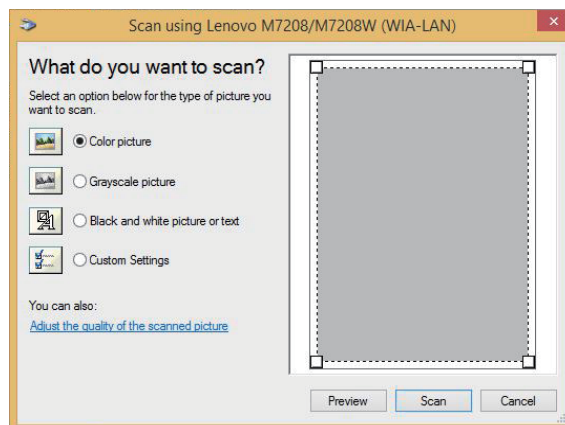 Scan using Lenovo M7208/M7208W (WIA-LAN)
What do you want to scan?
Select an option below for the type of picture you
want to scan.
Color picture
Grayscale picture
Black and white picture or text
Custom Settings
You can also:
Adjust the quality of the scanned picture
Preview
Scan
Cancel